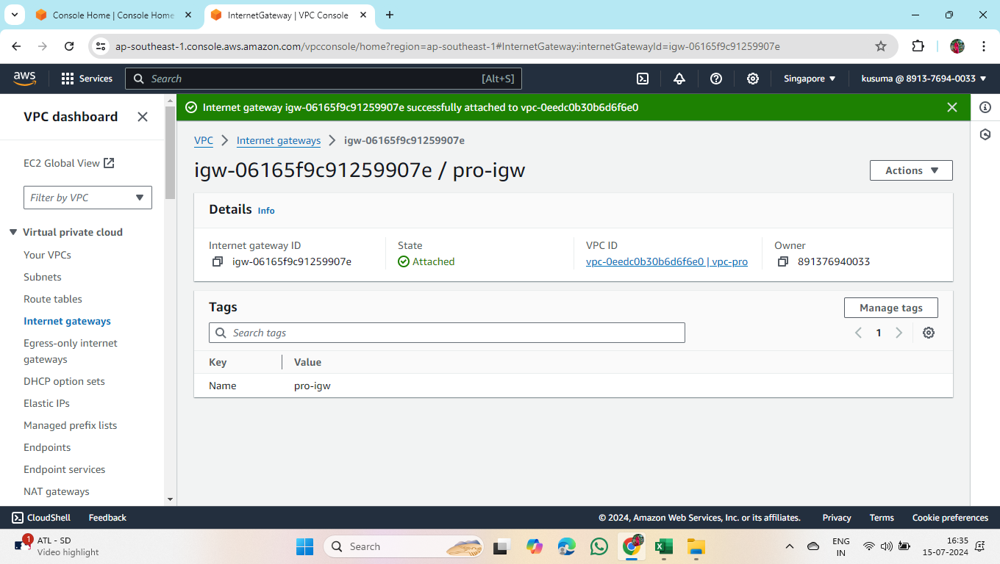 Console Home | Console Home
InternetGateway | VPC Console
ap-southeast-1.console.aws.amazon.com/vpcconsole/home?region=ap-southeast-1#InternetGateway:internetGatewayId=igw-06165f9c91259907e
aws
Services
Search
[Alt+S]
Singapore
kusuma @ 8913-7694-0033
VPC dashboard
EC2 Global View
Filter by VPC
Virtual private cloud
Your VPCs
Subnets
Route tables
Internet gateways
Egress-only internet
gateways
DHCP option sets
Elastic IPs
Managed prefix lists
Endpoints
Endpoint services
NAT gateways
Internet gateway igw-06165f9c91259907e successfully attached to vpc-0eedc0b30b6d6f6e0
VPC
Internet gateways
igw-06165f9c91259907e
igw-06165f9c91259907e / pro-igw
Actions
Details Info
Internet gateway ID
igw-06165f9c91259907e
State
Attached
VPC ID
vpc-0eedc0b30b6d6f6e0 | vpc-pro
Owner
891376940033
Tags
Manage tags
Search tags
1
Key
Value
Name
pro-igw
CloudShell
Feedback
© 2024, Amazon Web Services, Inc. or its affiliates.
Privacy
Terms
Cookie preferences
1
ATL - SD
Video highlight
Search
ENG
IN
16:35
15-07-2024